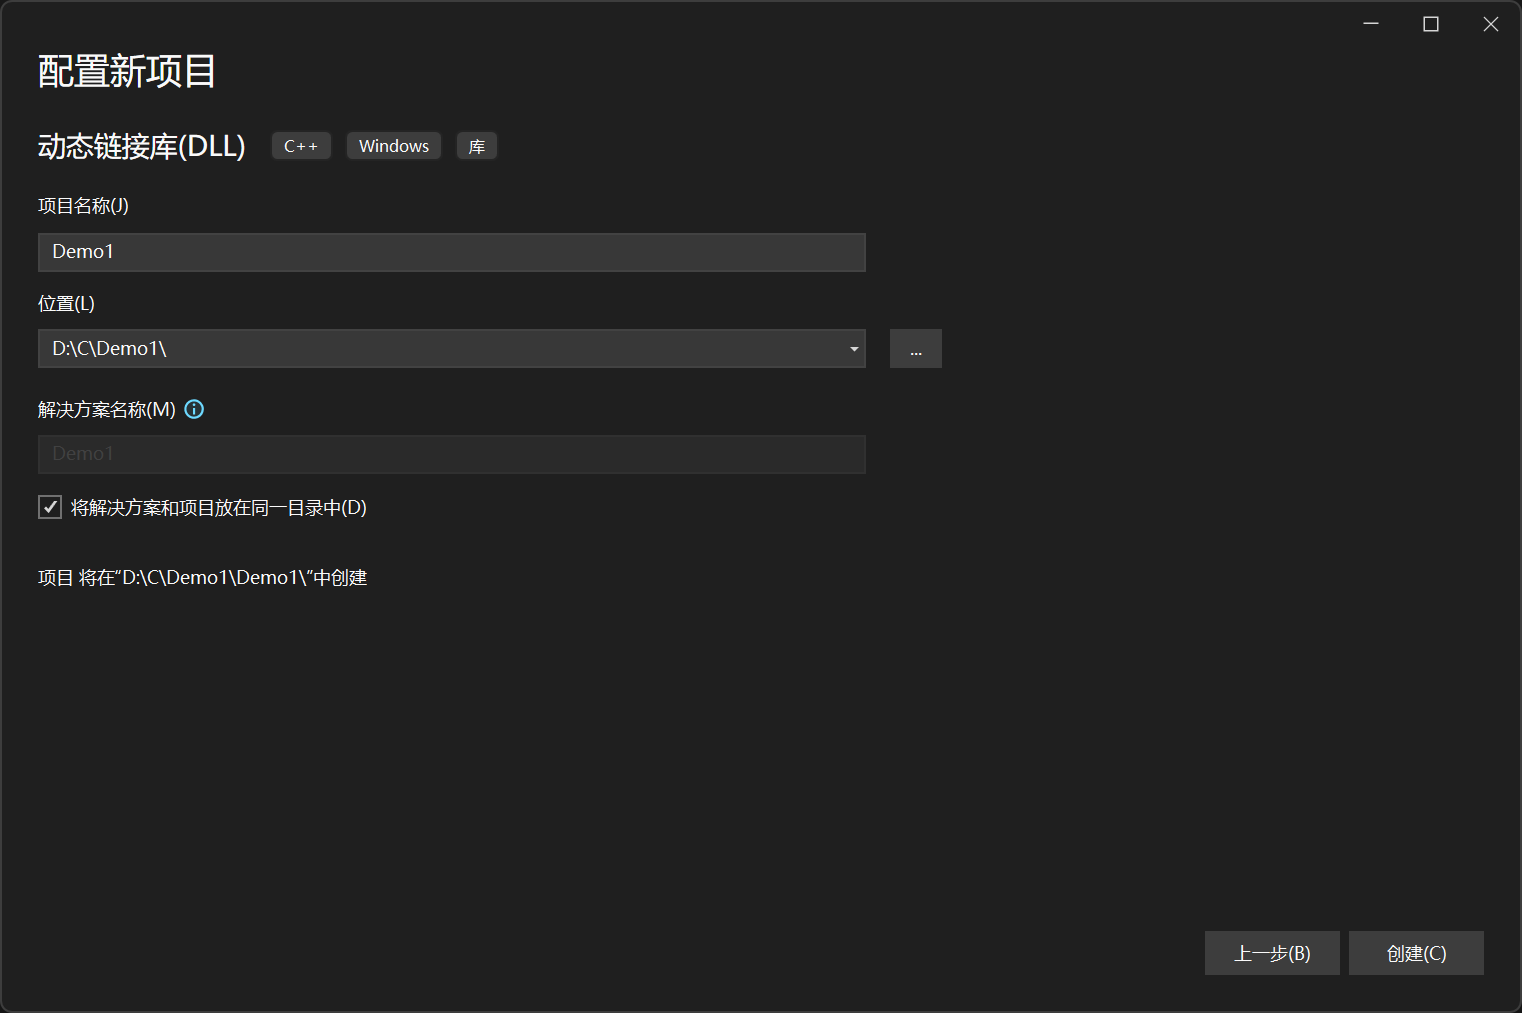 配置新项目
动态链接库(DLL) C++ Windows 库
项目名称(J)
Demo1
位置(L)
D:\C\Demo1\ ...
解决方案名称(M)
Demo1
将解决方案和项目放在同一目录中(D)
项目 将在“D:\C\Demo1\Demo1\”中创建
上一步(B) 创建(C)